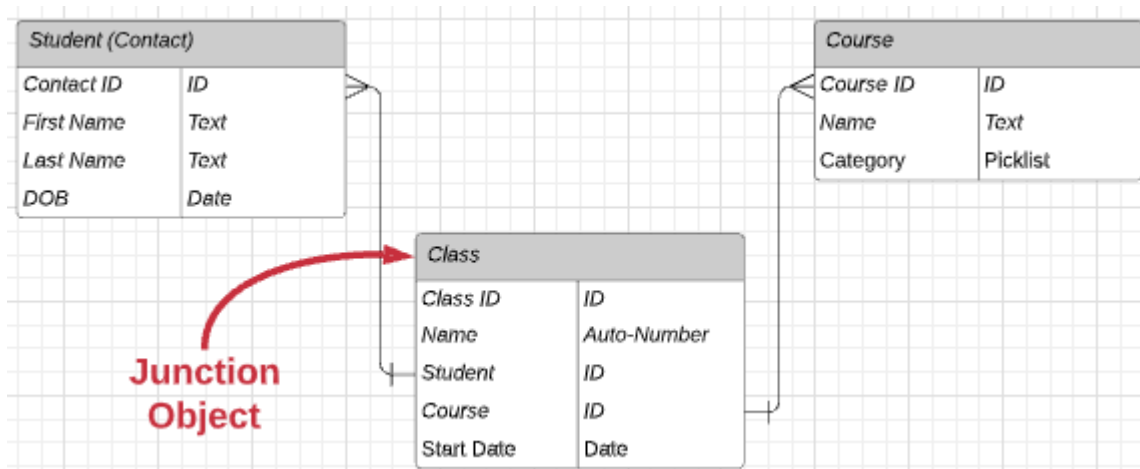 Student (Contact)
Contact ID ID
First Name Text
Last Name Text
DOB Date
Course
Course ID ID
Name Text
Category Picklist
Class
Class ID ID
Name Auto-Number
Student ID
Course ID
Start Date Date
Junction
Object